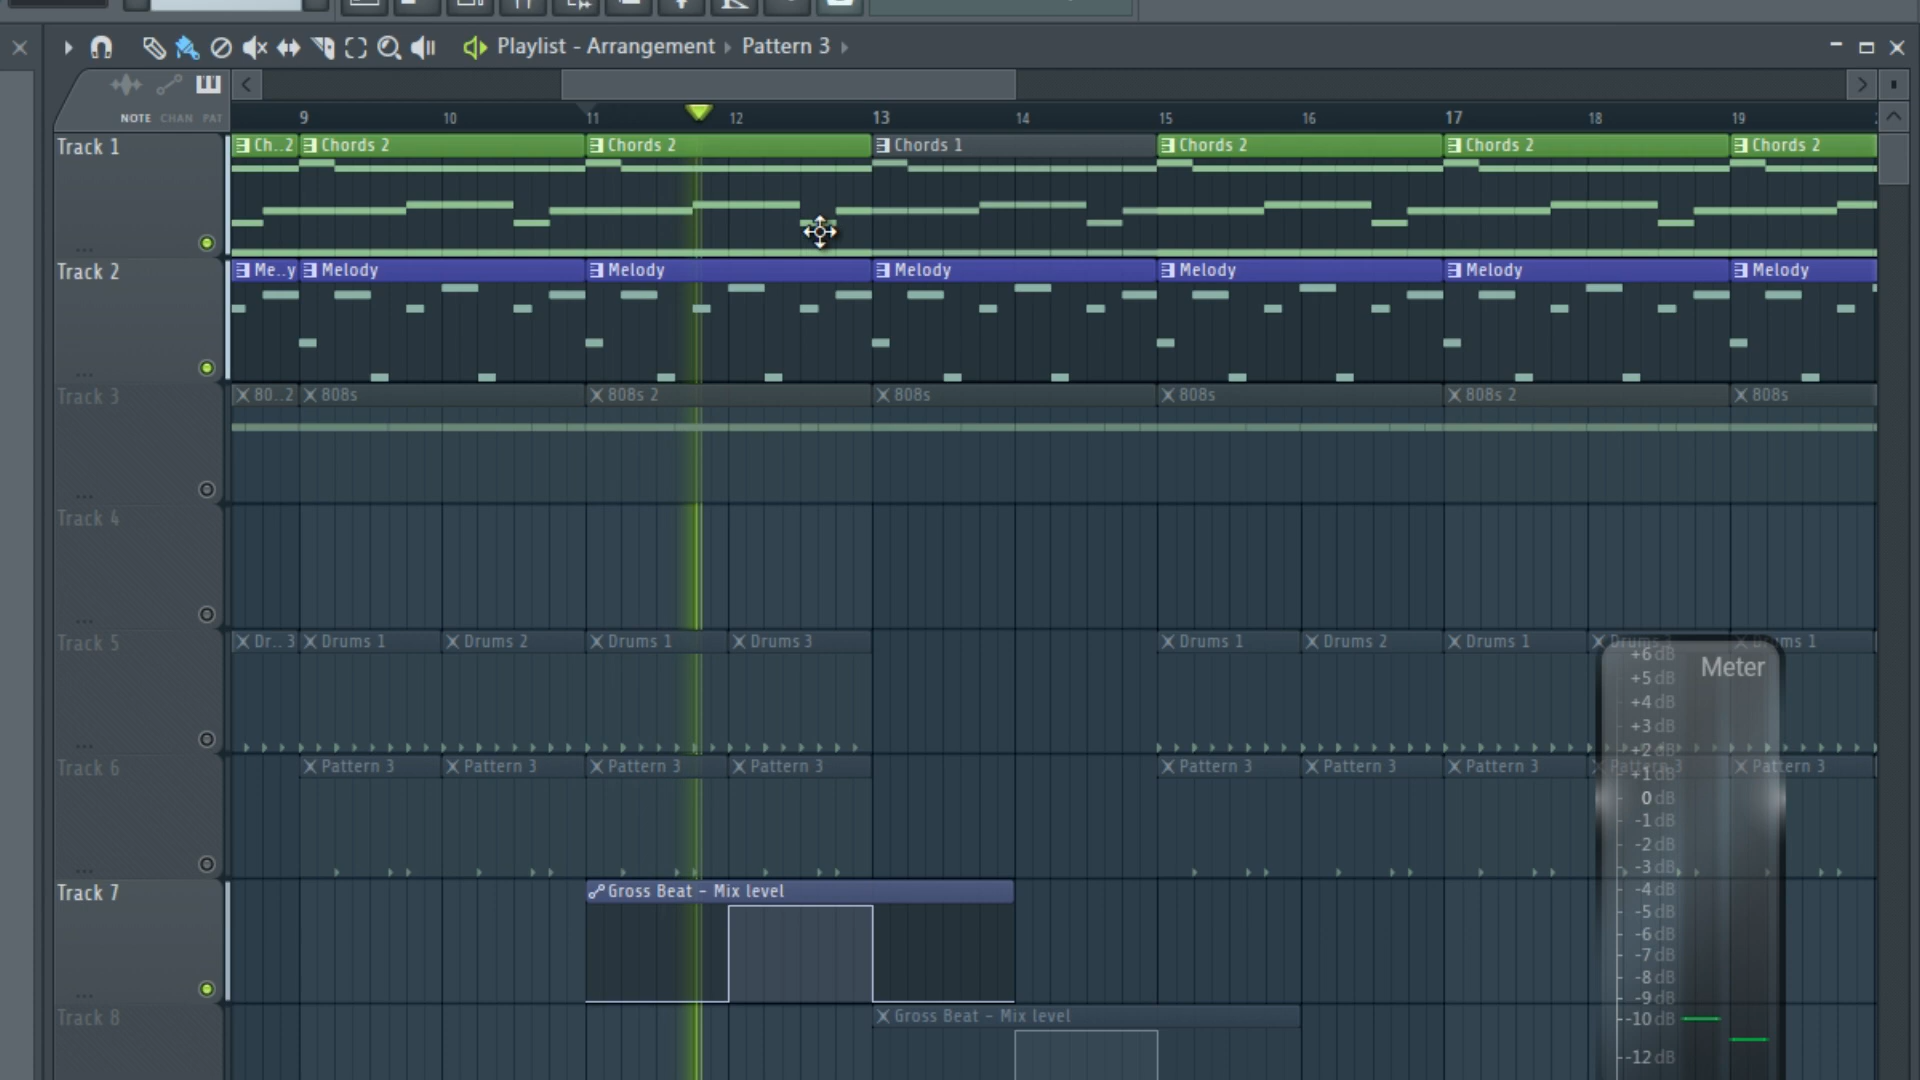 Playlist - Arrangement › Pattern 3 ›
NOTE CHAN PAT
9 10 11 12 13 14 15 16 17 18 19
Track 1
Ch..2 Chords 2 Chords 2 Chords 1 Chords 2 Chords 2 Chords 2
Track 2
Me..y Melody Melody Melody Melody Melody Melody
Track 3
80..2 808s 808s 2 808s 808s 808s 2 808s
Track 4
Track 5
Dr.. 3 Drums 1 Drums 2 Drums 1 Drums 3 Drums 1 Drums 2 Drums 1 Drums 1
Track 6
Pattern 3 Pattern 3 Pattern 3 Pattern 3 Pattern 3 Pattern 3 Pattern 3 Pattern 3 Pattern 3
Track 7
Gross Beat - Mix level
Track 8
Gross Beat - Mix level
Meter
+6 dB
+5 dB
+4 dB
+3 dB
+2 dB
+1 dB
0 dB
-1 dB
-2 dB
-3 dB
-4 dB
-5 dB
-6 dB
-7 dB
-8 dB
-9 dB
-10 dB
-12 dB